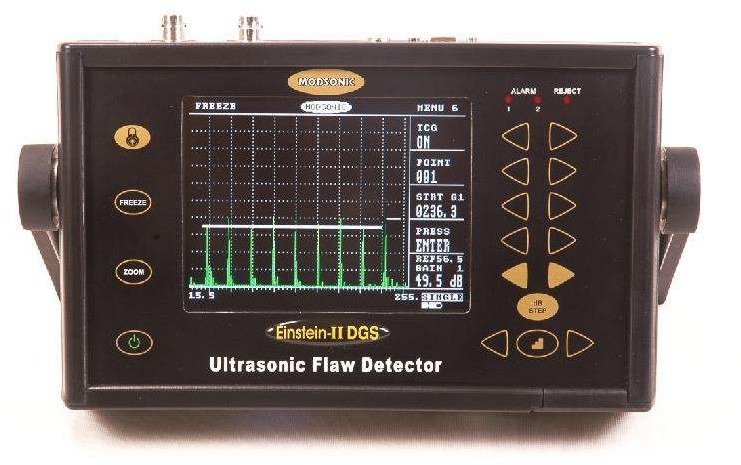 MODSONIC
ALARM REJECT
1 2
FREEZE MODSONIC MENU 6
TCG
ON
POINT
001
STRT G1
0236.3
PRESS
ENTER
REF56.5
GAIN 1
49.5 dB
15.5 255. SINGLE
FREEZE
ZOOM
dB
STEP
Einstein-II DGS
Ultrasonic Flaw Detector